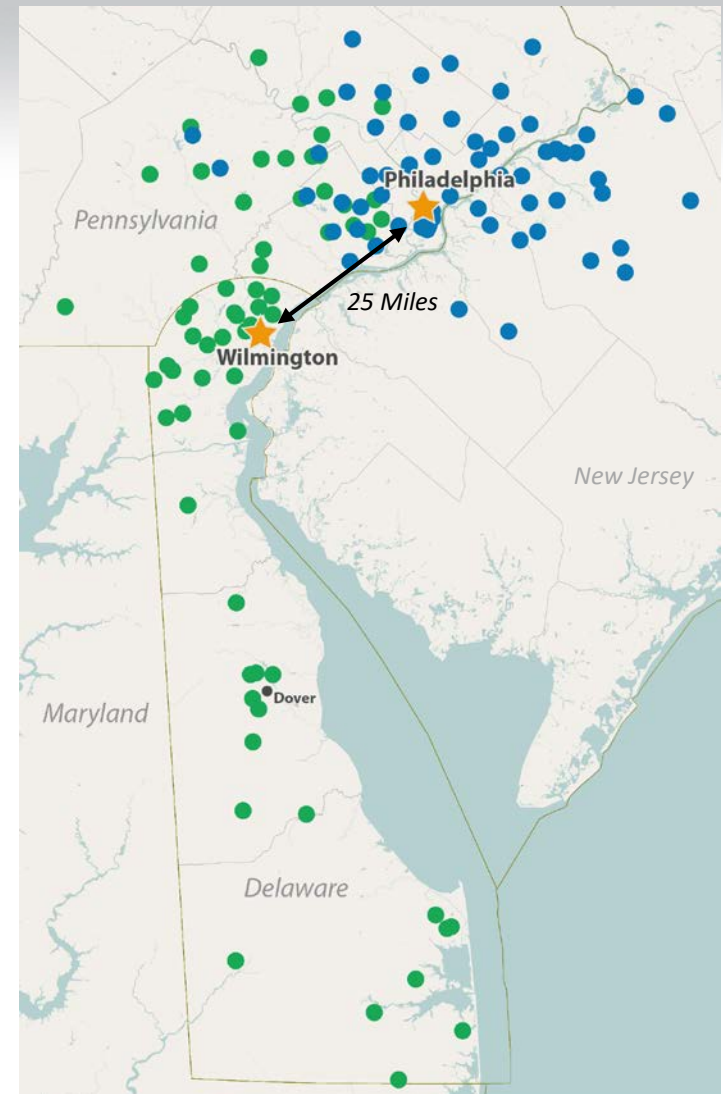 Philadelphia
Pennsylvania
25 Miles
Wilmington
New Jersey
Dover
Maryland
Delaware